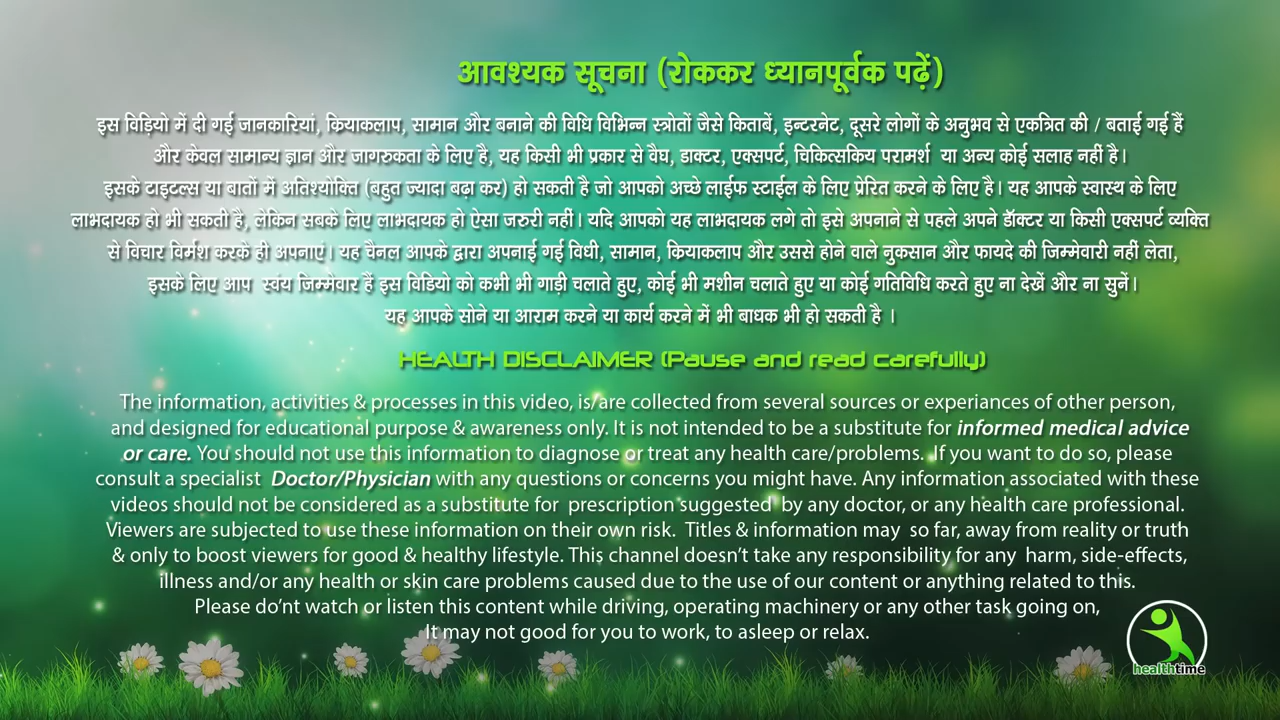 आवश्यक सूचना (रोककर ध्यानपूर्वक पढ़ें)
इस विड़ियो में दी गई जानकारियां, कियाकलाप, सामान और बनाने की विधि विभिन्न स्त्रोतों जैसे किताबें, इन्टरनेट, दूसरे लोगों के अनुभव से एकत्रित की / बताई गई हैं
और केवल सामान्य ज्ञान और जागरुकता के लिए है, यह किसी भी प्रकार से वैघ, डाक्टर, एक्सपर्ट, चिकित्सकिय परामर्श या अन्य कोई सलाह नहीं है।
इसके टाइटल्स या बातों में अतिश्योक्ति (बहुत ज्यादा बढ़ा कर) हो सकती है जो आपको अच्छे लाईफ स्टाईल के लिए प्रेरित करने के लिए है। यह आपके स्वास्थ के लिए
लाभदायक हो भी सकती है, लेकिन सबके लिए लाभदायक हो ऐसा जरुरी नहीं। यदि आपको यह लाभदायक लगे तो इसे अपनाने से पहले अपने डॅाक्टर या किसी एक्सपर्ट व्यक्ति
से विचार विर्मश करके ही अपनाएं। यह चैनल आपके द्वारा अपनाई गई विधी, सामान, कियाकलाप और उससे होने वाले नुकसान और फायदे की जिम्मेवारी नहीं लेता,
इसके लिए आप स्वंय जिम्मेवार हैं इस विडियो को कभी भी गाड़ी चलाते हुए, कोई भी मशीन चलाते हुए या कोई गतिविधि करते हुए ना देखें और ना सुनें।
यह आपके सोने या आराम करने या कार्य करने में भी बाधक भी हो सकती है ।
HEALTH DISCLAIMER (Pause and read carefully)
The information, activities & processes in this video, is/are collected from several sources or experiances of other person,
and designed for educational purpose & awareness only. It is not intended to be a substitute for informed medical advice
or care. You should not use this information to diagnose or treat any health care/problems. If you want to do so, please
consult a specialist Doctor/Physician with any questions or concerns you might have. Any information associated with these
videos should not be considered as a substitute for prescription suggested by any doctor, or any health care professional.
Viewers are subjected to use these information on their own risk. Titles & information may so far, away from reality or truth
& only to boost viewers for good & healthy lifestyle. This channel doesn't take any responsibility for any harm, side-effects,
illness and/or any health or skin care problems caused due to the use of our content or anything related to this.
Please do'nt watch or listen this content while driving, operating machinery or any other task going on,
It may not good for you to work, to asleep or relax.
healthtime